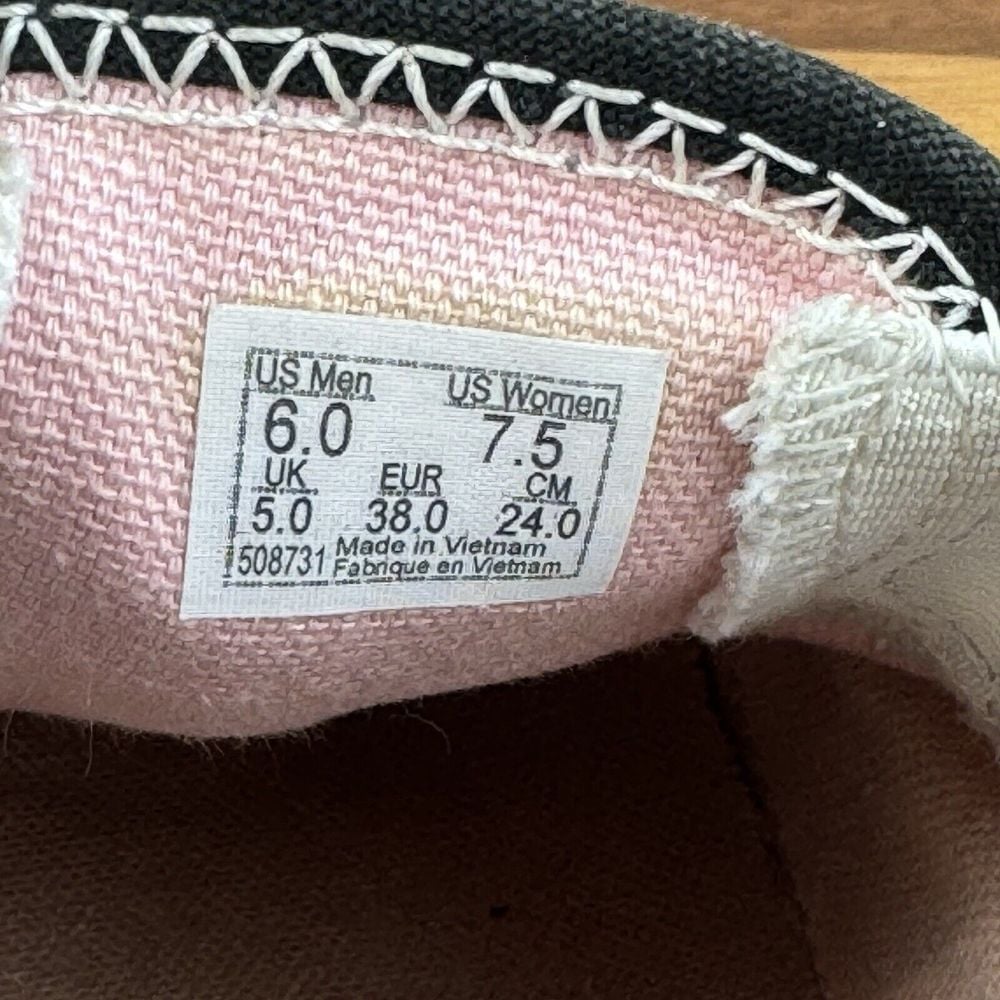 US Men US Women
6.0 7.5
UK EUR CM
5.0 38.0 24.0
508731 Made in Vietnam
Fabrique en Vietnam